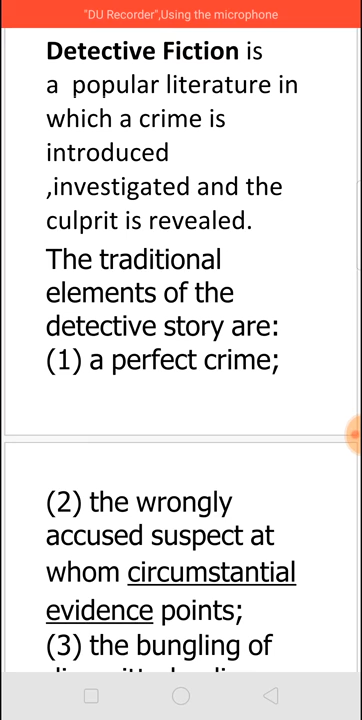 "DU Recorder",Using the microphone
Detective Fiction is
a  popular literature in
which a crime is
introduced
,investigated and the
culprit is revealed.
The traditional
elements of the
detective story are:
(1) a perfect crime;
(2) the wrongly
accused suspect at
whom circumstantial
evidence points;
(3) the bungling of